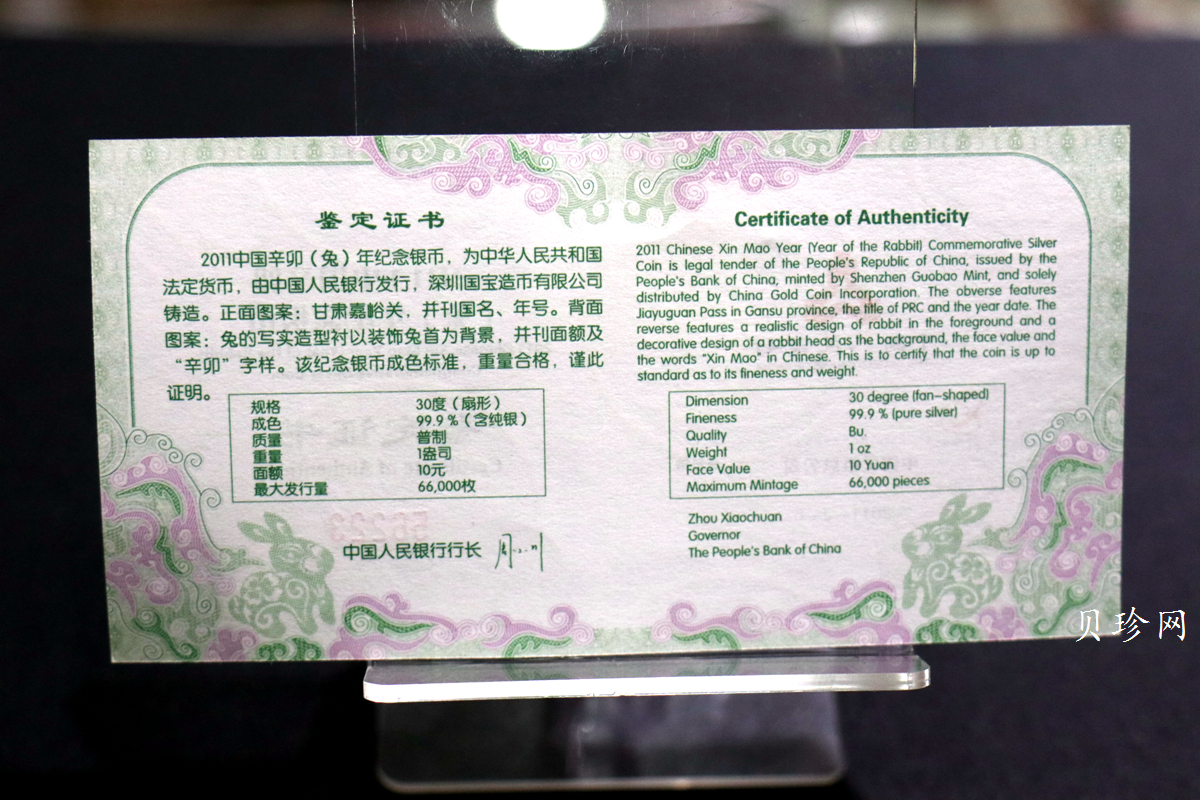 鉴定证书
2011中国辛卯（兔）年纪念银币，为中华人民共和国
法定货币，由中国人民银行发行，深圳国宝造币有限公司
铸造。正面图案：甘肃嘉峪关，并刊国名、年号。背面
图案：兔的写实造型衬以装饰兔首为背景，并刊面额及
“辛卯”字样。该纪念银币成色标准，重量合格，谨此
证明。
规格 30度（扇形）
成色 99.9％（含纯银）
质量 普制
重量 1盎司
面额 10元
最大发行量 66,000枚
中国人民银行行长
Certificate of Authenticity
2011 Chinese Xin Mao Year (Year of the Rabbit) Commemorative Silver
Coin is legal tender of the People's Republic of China, issued by the
People's Bank of China, minted by Shenzhen Guobao Mint, and solely
distributed by China Gold Coin Incorporation. The obverse features
Jiayuguan Pass in Gansu province, the title of PRC and the year date. The
reverse features a realistic design of rabbit in the foreground and a
decorative design of a rabbit head as the background, the face value and
the words “Xin Mao” in Chinese. This is to certify that the coin is up to
standard as to its fineness and weight.
Dimension 30 degree (fan-shaped)
Fineness 99.9 % (pure silver)
Quality Bu.
Weight 1 oz
Face Value 10 Yuan
Maximum Mintage 66,000 pieces
Zhou Xiaochuan
Governor
The People's Bank of China
贝珍网